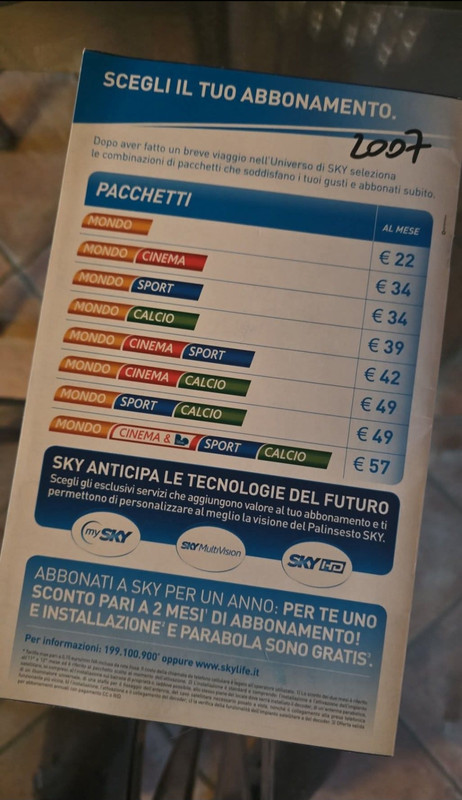 SCEGLI IL TUO ABBONAMENTO.
2007
Dopo aver fatto un breve viaggio nell'Universo di SKY seleziona
le combinazioni di pacchetti che soddisfano i tuoi gusti e abbonati subito.
PACCHETTI AL MESE
MONDO € 22
MONDO CINEMA € 34
MONDO SPORT € 34
MONDO CALCIO € 39
MONDO CINEMA SPORT € 42
MONDO CINEMA CALCIO € 49
MONDO SPORT CALCIO € 49
MONDO CINEMA & SPORT CALCIO € 57
SKY ANTICIPA LE TECNOLOGIE DEL FUTURO
Scegli gli esclusivi servizi che aggiungono valore al tuo abbonamento e ti
permettono di personalizzare al meglio la visione del Palinsesto SKY.
my SKY
SKY MultiVision
SKY HD
ABBONATI A SKY PER UN ANNO: PER TE UNO
SCONTO PARI A 2 MESI¹ DI ABBONAMENTO!
E INSTALLAZIONE² E PARABOLA SONO GRATIS³.
Per informazioni: 199.100.900* oppure www.skylife.it